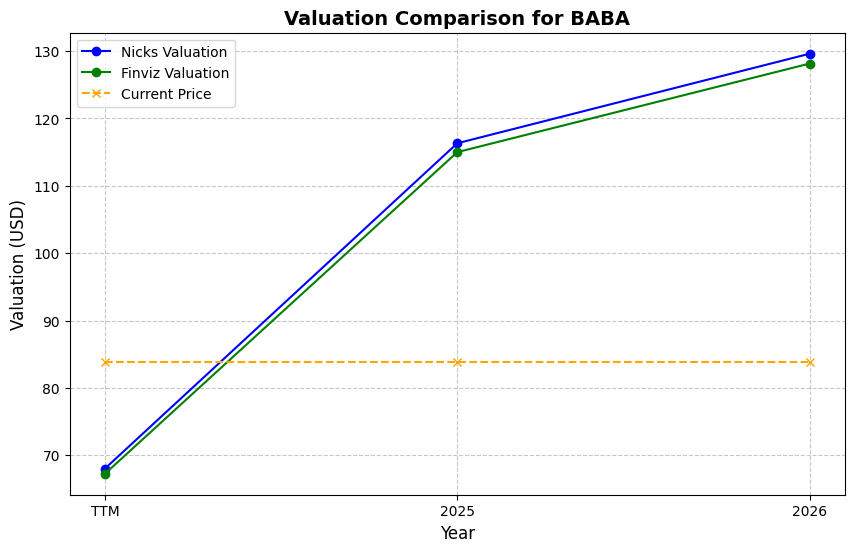 Valuation Comparison for BABA
Nicks Valuation
Finviz Valuation
Current Price
130
120
110
100
90
80
70
Valuation (USD)
TTM
2025
2026
Year